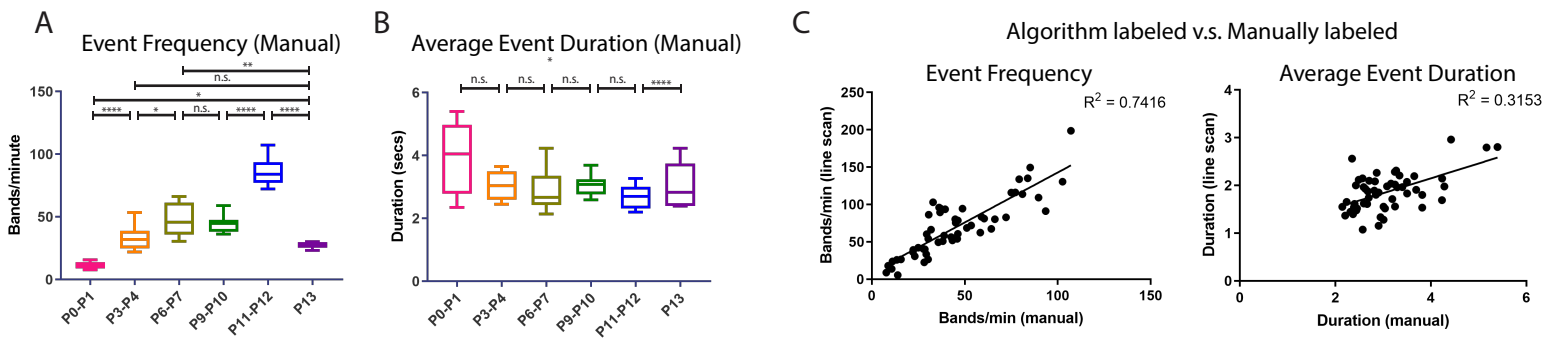 A
Event Frequency (Manual)
**
n.s.
*
**** * n.s. **** ****
150
100
50
0
Bands/minute
P0-P1 P3-P4 P6-P7 P9-P10 P11-P12 P13
B
Average Event Duration (Manual)
*
n.s. n.s. n.s. n.s. ****
6
4
2
0
Duration (secs)
P0-P1 P3-P4 P6-P7 P9-P10 P11-P12 P13
C
Algorithm labeled v.s. Manually labeled
Event Frequency
R² = 0.7416
250
200
150
100
50
0
Bands/min (line scan)
0 50 100 150
Bands/min (manual)
Average Event Duration
R² = 0.3153
4
3
2
1
0
Duration (line scan)
0 2 4 6
Duration (manual)